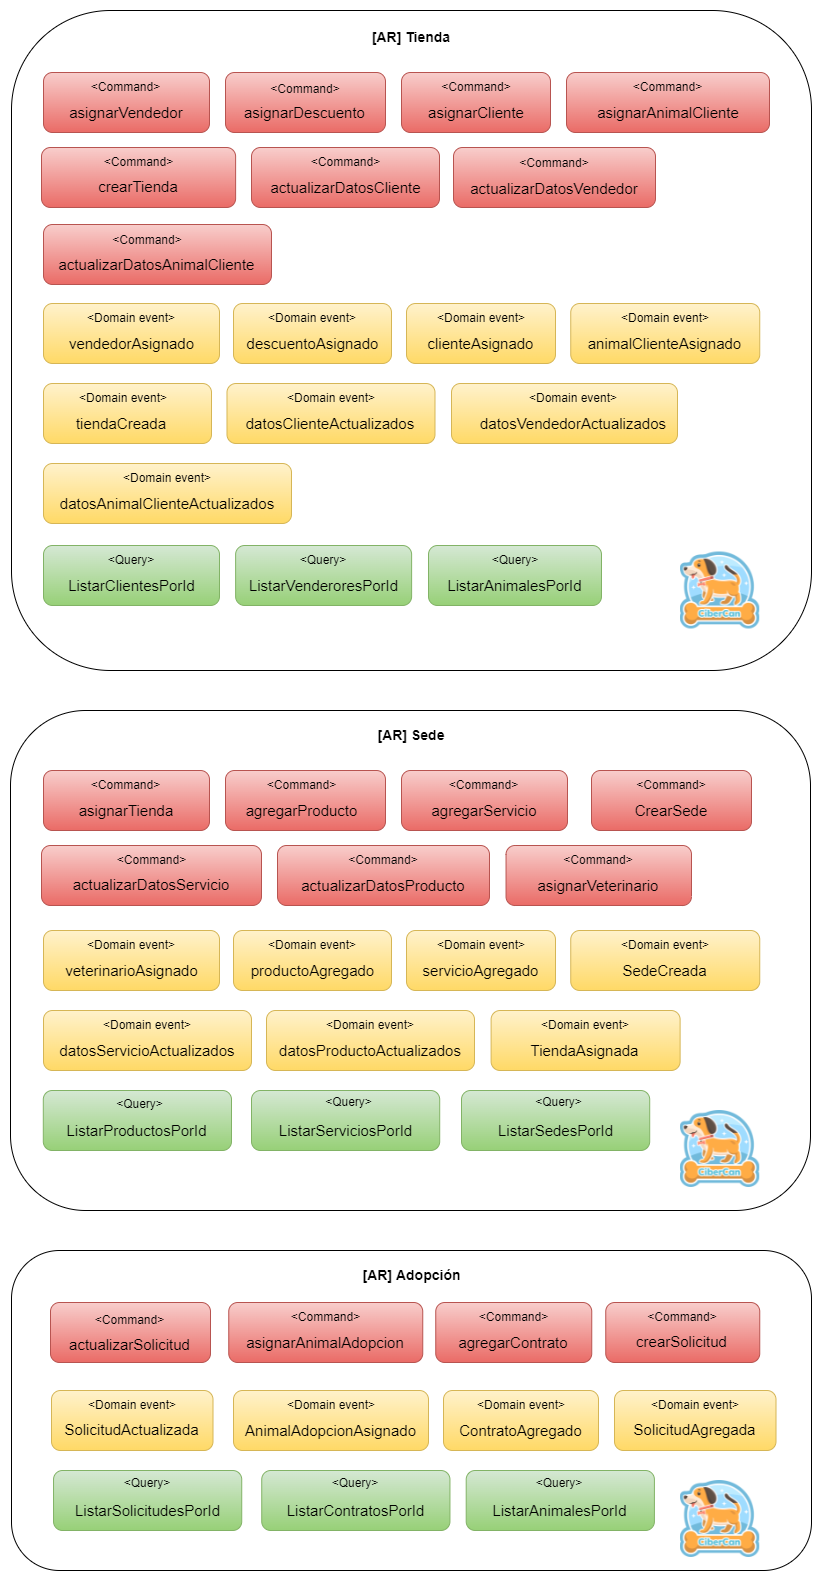 [AR] Tienda
<Command>
asignarVendedor
<Command>
asignarDescuento
<Command>
asignarCliente
<Command>
asignarAnimalCliente
<Command>
crearTienda
<Command>
actualizarDatosCliente
<Command>
actualizarDatosVendedor
<Command>
actualizarDatosAnimalCliente
<Domain event>
vendedorAsignado
<Domain event>
descuentoAsignado
<Domain event>
clienteAsignado
<Domain event>
animalClienteAsignado
<Domain event>
tiendaCreada
<Domain event>
datosClienteActualizados
<Domain event>
datosVendedorActualizados
<Domain event>
datosAnimalClienteActualizados
<Query>
ListarClientesPorId
<Query>
ListarVenderoresPorId
<Query>
ListarAnimalesPorId
CiberCan
[AR] Sede
<Command>
asignarTienda
<Command>
agregarProducto
<Command>
agregarServicio
<Command>
CrearSede
<Command>
actualizarDatosServicio
<Command>
actualizarDatosProducto
<Command>
asignarVeterinario
<Domain event>
veterinarioAsignado
<Domain event>
productoAgregado
<Domain event>
servicioAgregado
<Domain event>
SedeCreada
<Domain event>
datosServicioActualizados
<Domain event>
datosProductoActualizados
<Domain event>
TiendaAsignada
<Query>
ListarProductosPorId
<Query>
ListarServiciosPorId
<Query>
ListarSedesPorId
CiberCan
[AR] Adopción
<Command>
actualizarSolicitud
<Command>
asignarAnimalAdopcion
<Command>
agregarContrato
<Command>
crearSolicitud
<Domain event>
SolicitudActualizada
<Domain event>
AnimalAdopcionAsignado
<Domain event>
ContratoAgregado
<Domain event>
SolicitudAgregada
<Query>
ListarSolicitudesPorId
<Query>
ListarContratosPorId
<Query>
ListarAnimalesPorId
CiberCan